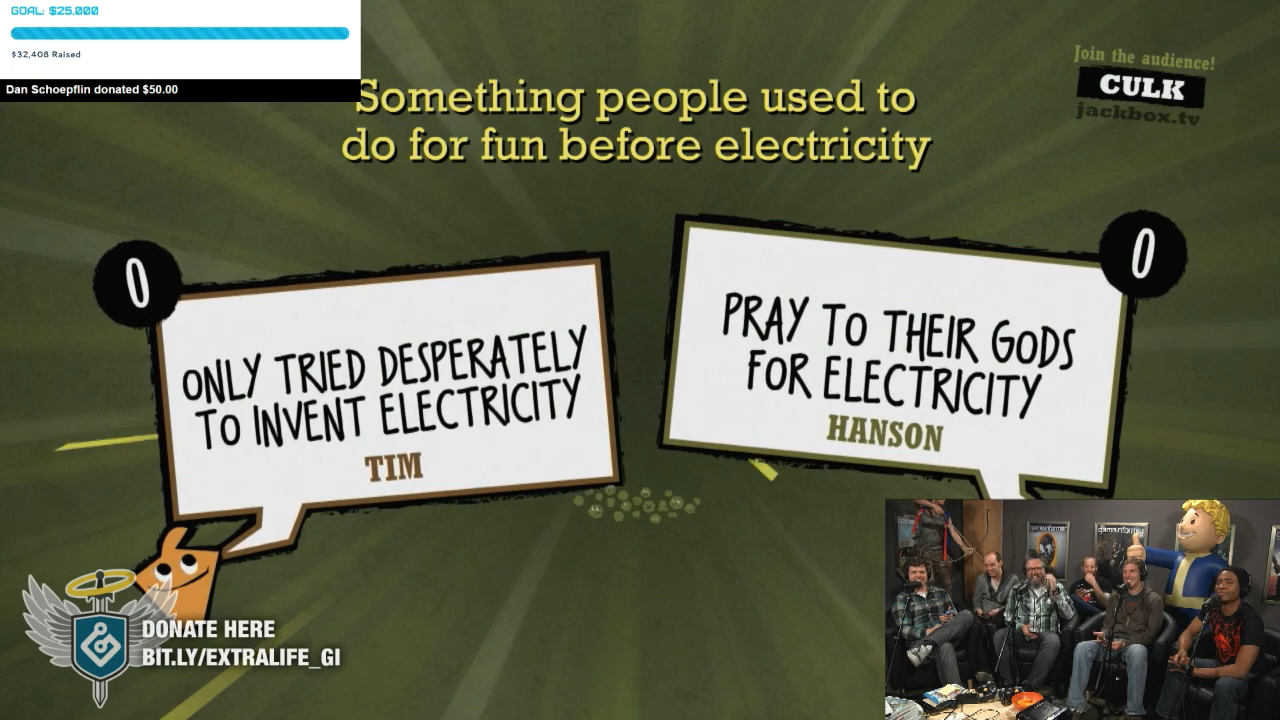 GOAL: $25,000
$32,408 Raised
Dan Schoepflin donated $50.00
Something people used to
do for fun before electricity
Join the audience!
CULK
jackbox.tv
0
ONLY TRIED DESPERATELY
TO INVENT ELECTRICITY
TIM
0
PRAY TO THEIR GODS
FOR ELECTRICITY
HANSON
DONATE HERE
BIT.LY/EXTRALIFE_GI
gameinformer
gameinformer